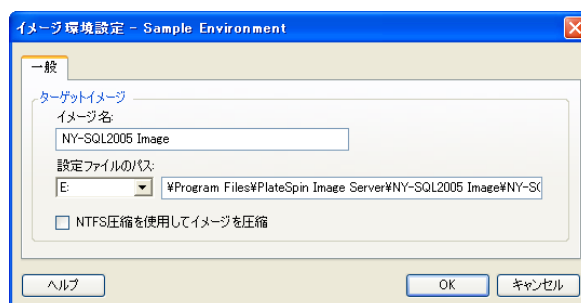 イメージ環境設定 - Sample Environment
一般
ターゲットイメージ
イメージ名:
NY-SQL2005 Image
設定ファイルのパス:
E: ¥Program Files¥PlateSpin Image Server¥NY-SQL2005 Image¥NY-SQ
NTFS圧縮を使用してイメージを圧縮
ヘルプ OK キャンセル